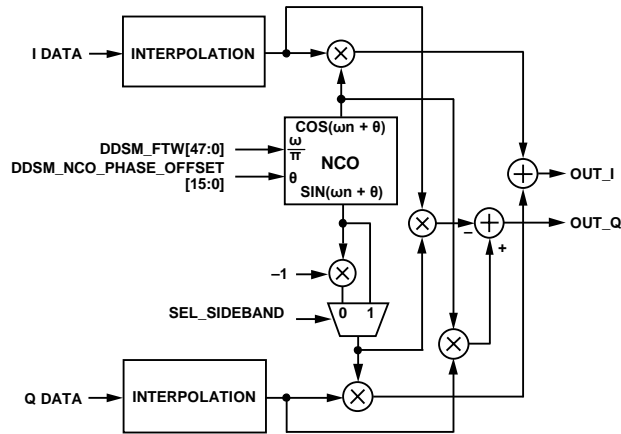 I DATA
INTERPOLATION
×
COS(ωn + θ)
DDSM_FTW[47:0]
ω
π
NCO
DDSM_NCO_PHASE_OFFSET
[15:0]
θ
SIN(ωn + θ)
+
OUT_I
×
–
+
OUT_Q
+
–1
×
SEL_SIDEBAND
0 1
×
Q DATA
INTERPOLATION
×